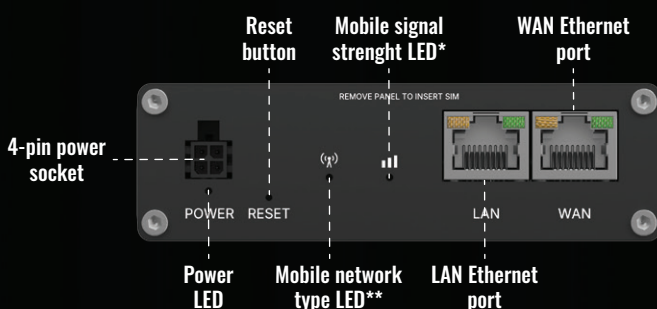 Reset
button
Mobile signal
strenght LED*
WAN Ethernet
port
REMOVE PANEL TO INSERT SIM
4-pin power
socket
POWER RESET
LAN WAN
Power
LED
Mobile network
type LED**
LAN Ethernet
port